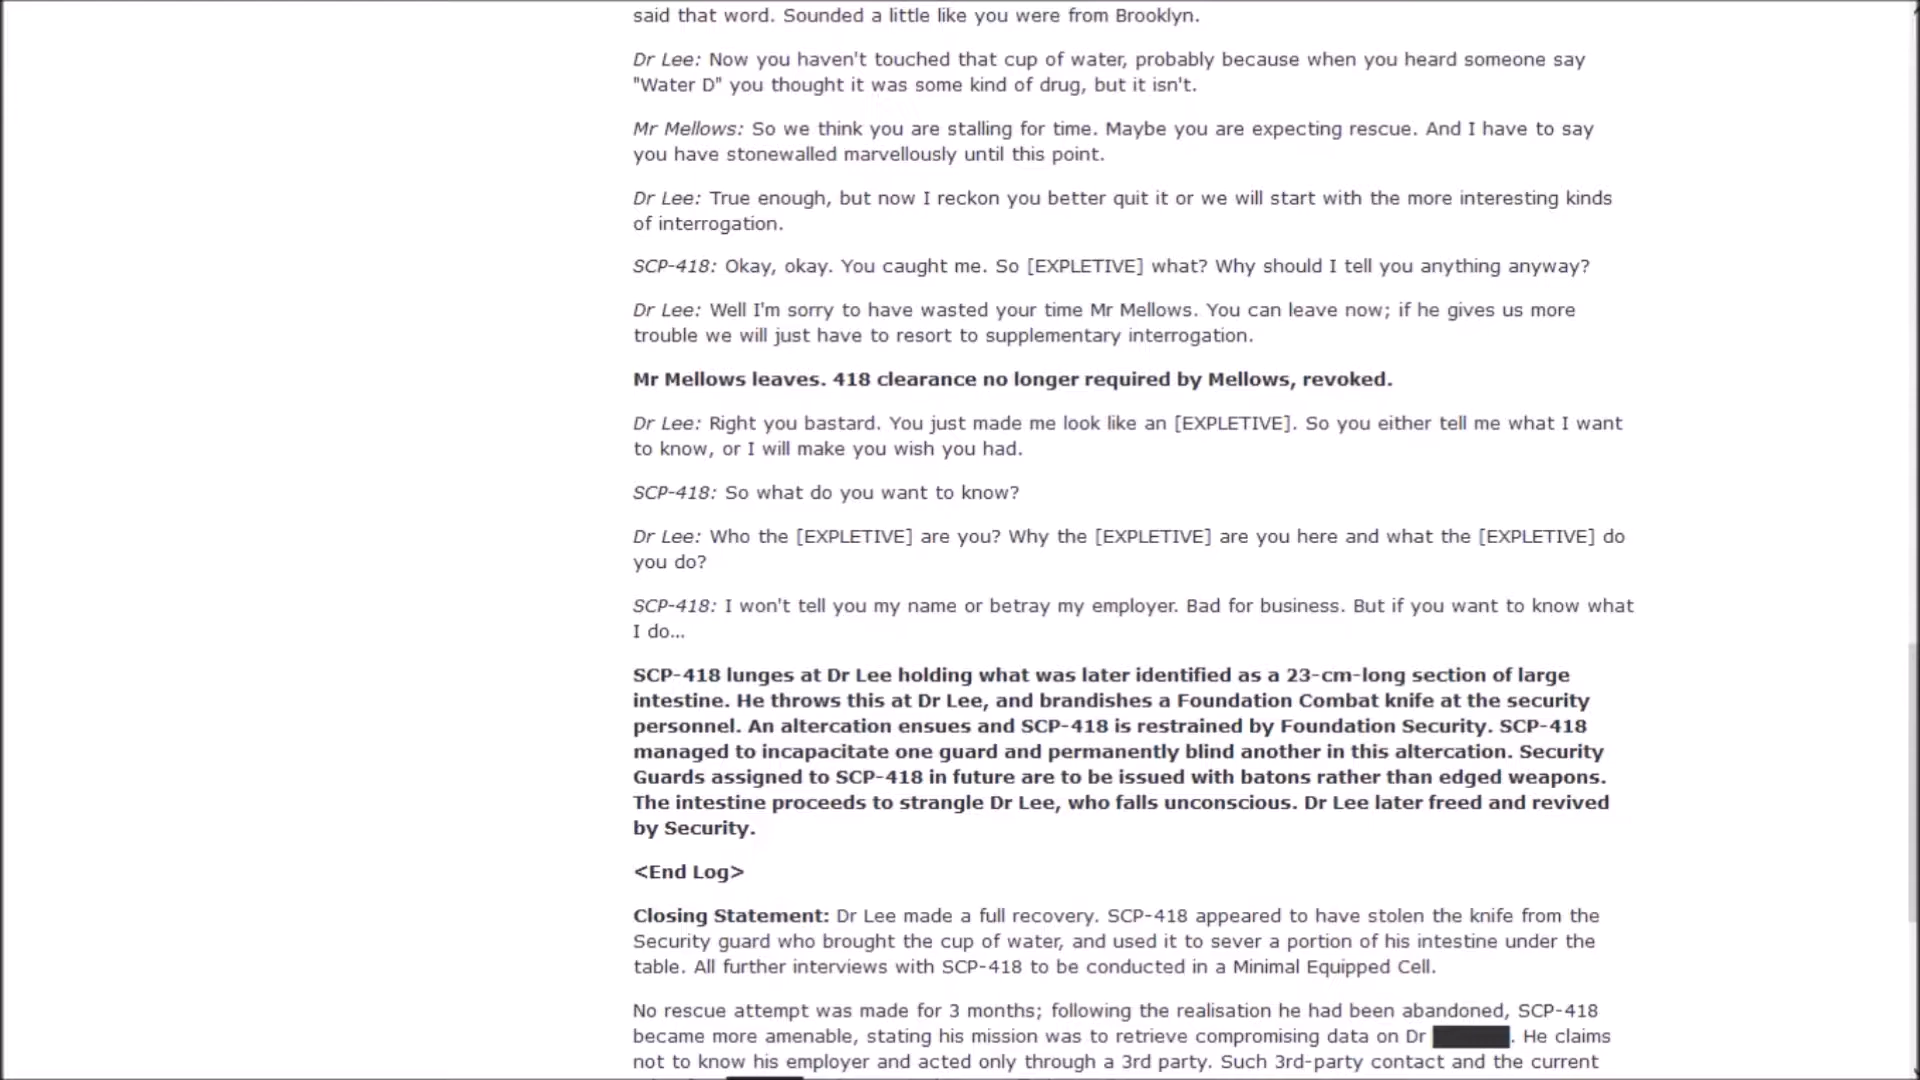 said that word. Sounded a little like you were from Brooklyn.
Dr Lee: Now you haven't touched that cup of water, probably because when you heard someone say
"Water D" you thought it was some kind of drug, but it isn't.
Mr Mellows: So we think you are stalling for time. Maybe you are expecting rescue. And I have to say
you have stonewalled marvellously until this point.
Dr Lee: True enough, but now I reckon you better quit it or we will start with the more interesting kinds
of interrogation.
SCP-418: Okay, okay. You caught me. So [EXPLETIVE] what? Why should I tell you anything anyway?
Dr Lee: Well I'm sorry to have wasted your time Mr Mellows. You can leave now; if he gives us more
trouble we will just have to resort to supplementary interrogation.
Mr Mellows leaves. 418 clearance no longer required by Mellows, revoked.
Dr Lee: Right you bastard. You just made me look like an [EXPLETIVE]. So you either tell me what I want
to know, or I will make you wish you had.
SCP-418: So what do you want to know?
Dr Lee: Who the [EXPLETIVE] are you? Why the [EXPLETIVE] are you here and what the [EXPLETIVE] do
you do?
SCP-418: I won't tell you my name or betray my employer. Bad for business. But if you want to know what
I do...
SCP-418 lunges at Dr Lee holding what was later identified as a 23-cm-long section of large
intestine. He throws this at Dr Lee, and brandishes a Foundation Combat knife at the security
personnel. An altercation ensues and SCP-418 is restrained by Foundation Security. SCP-418
managed to incapacitate one guard and permanently blind another in this altercation. Security
Guards assigned to SCP-418 in future are to be issued with batons rather than edged weapons.
The intestine proceeds to strangle Dr Lee, who falls unconscious. Dr Lee later freed and revived
by Security.
<End Log>
Closing Statement: Dr Lee made a full recovery. SCP-418 appeared to have stolen the knife from the
Security guard who brought the cup of water, and used it to sever a portion of his intestine under the
table. All further interviews with SCP-418 to be conducted in a Minimal Equipped Cell.
No rescue attempt was made for 3 months; following the realisation he had been abandoned, SCP-418
became more amenable, stating his mission was to retrieve compromising data on Dr . He claims
not to know his employer and acted only through a 3rd party. Such 3rd-party contact and the current